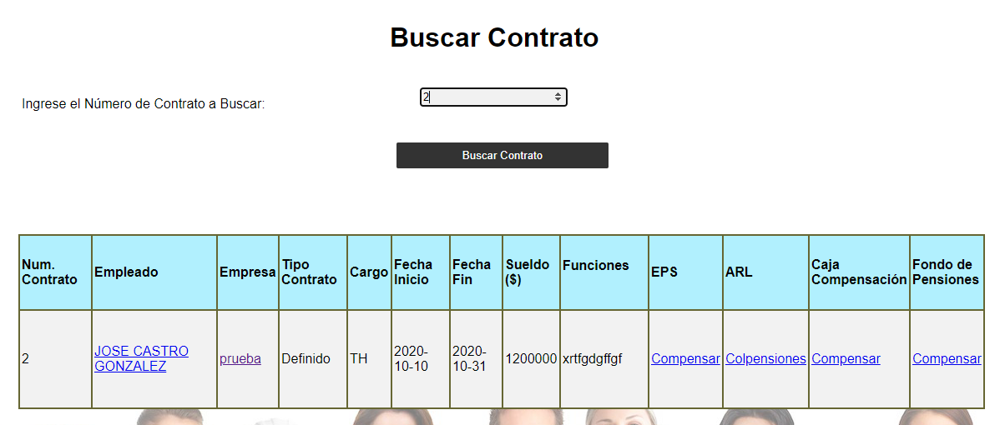 Buscar Contrato
Ingrese el Número de Contrato a Buscar:
2
Buscar Contrato
Num. Contrato Empleado Empresa Tipo Contrato Cargo Fecha Inicio Fecha Fin Sueldo ($) Funciones EPS ARL Caja Compensación Fondo de Pensiones
2 JOSE CASTRO GONZALEZ prueba Definido TH 2020-10-10 2020-10-31 1200000 xrtfgdgffgf Compensar Colpensiones Compensar Compensar